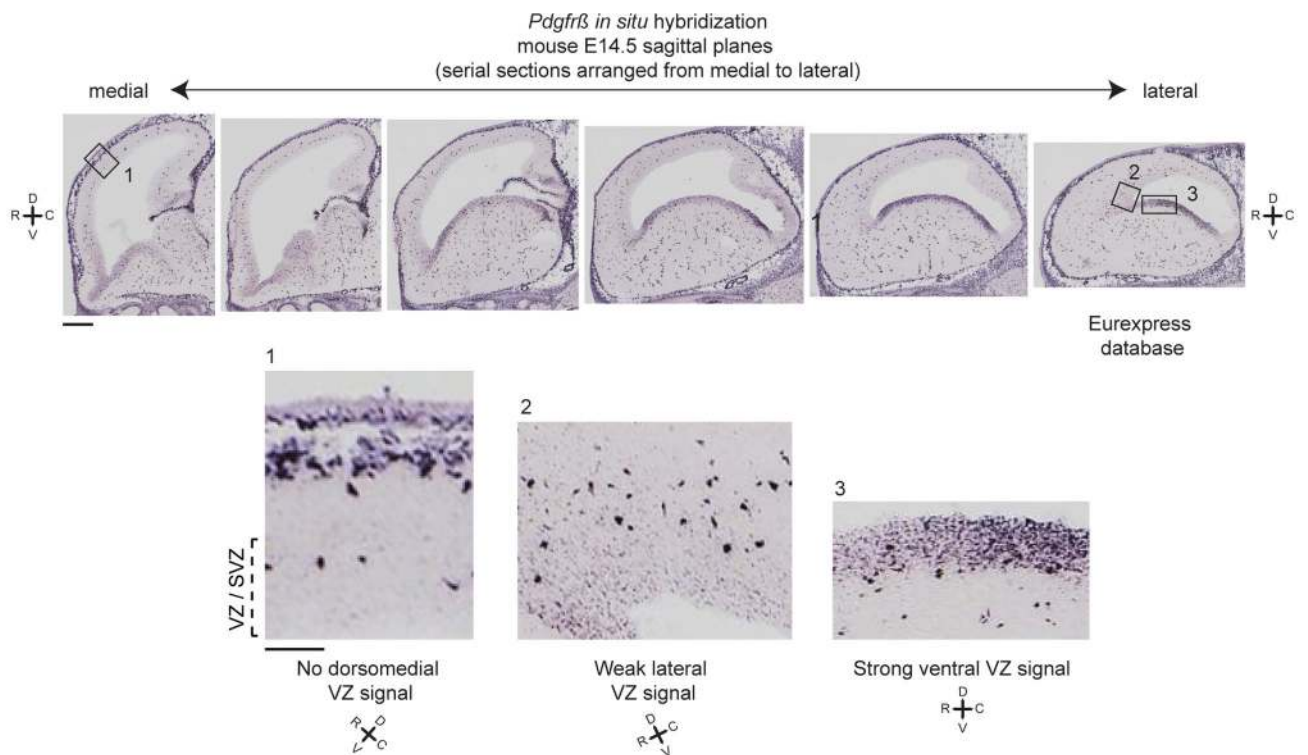 Pdgfrß in situ hybridization
mouse E14.5 sagittal planes
(serial sections arranged from medial to lateral)
medial
lateral
1
2
3
D
R C
V
D
R C
V
Eurexpress
database
1
2
3
VZ / SVZ
No dorsomedial
VZ signal
Weak lateral
VZ signal
Strong ventral VZ signal
R D
V C
D C
R V
D
R C
V